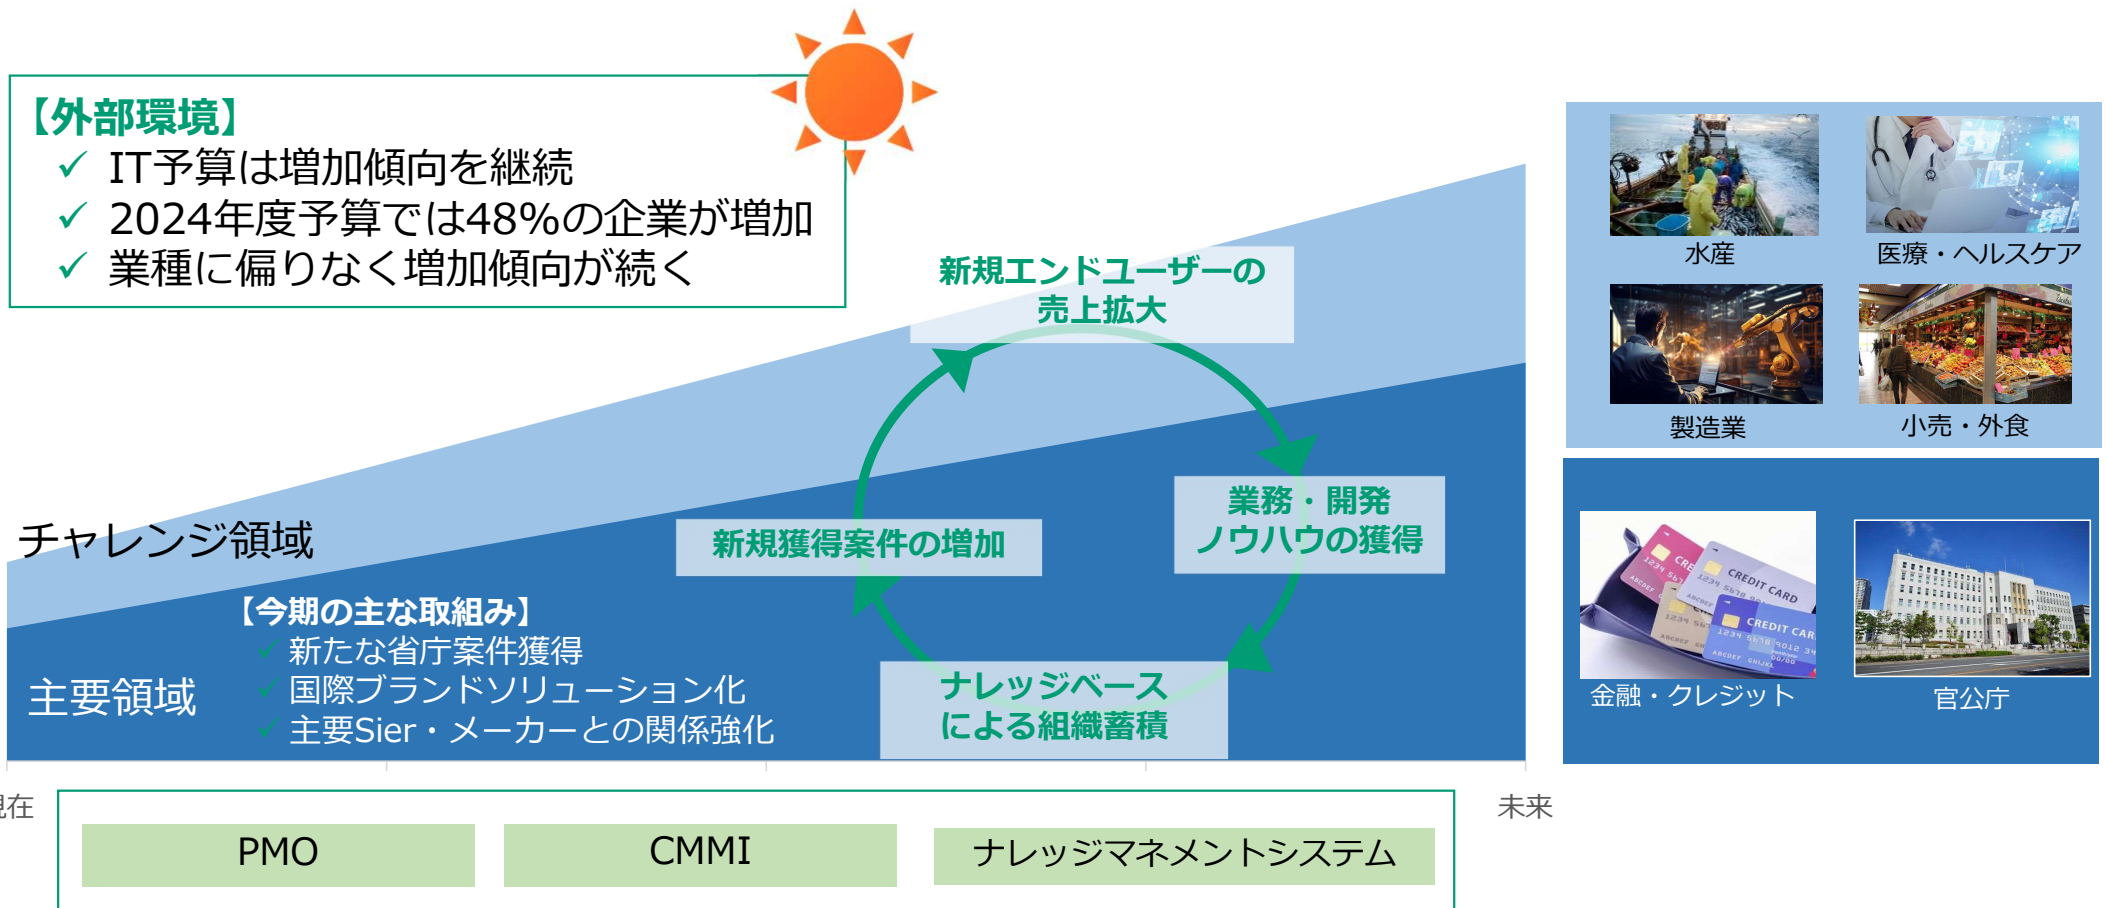 【外部環境】
✓ IT予算は増加傾向を継続
✓ 2024年度予算では48%の企業が増加
✓ 業種に偏りなく増加傾向が続く
新規エンドユーザーの
売上拡大
業務・開発
ノウハウの獲得
新規獲得案件の増加
ナレッジベース
による組織蓄積
チャレンジ領域
主要領域
【今期の主な取組み】
✓ 新たな省庁案件獲得
✓ 国際ブランドソリューション化
✓ 主要Sier・メーカーとの関係強化
現在
未来
PMO
CMMI
ナレッジマネメントシステム
水産
医療・ヘルスケア
製造業
小売・外食
CREDIT CARD
CREDIT CAR
金融・クレジット
官公庁